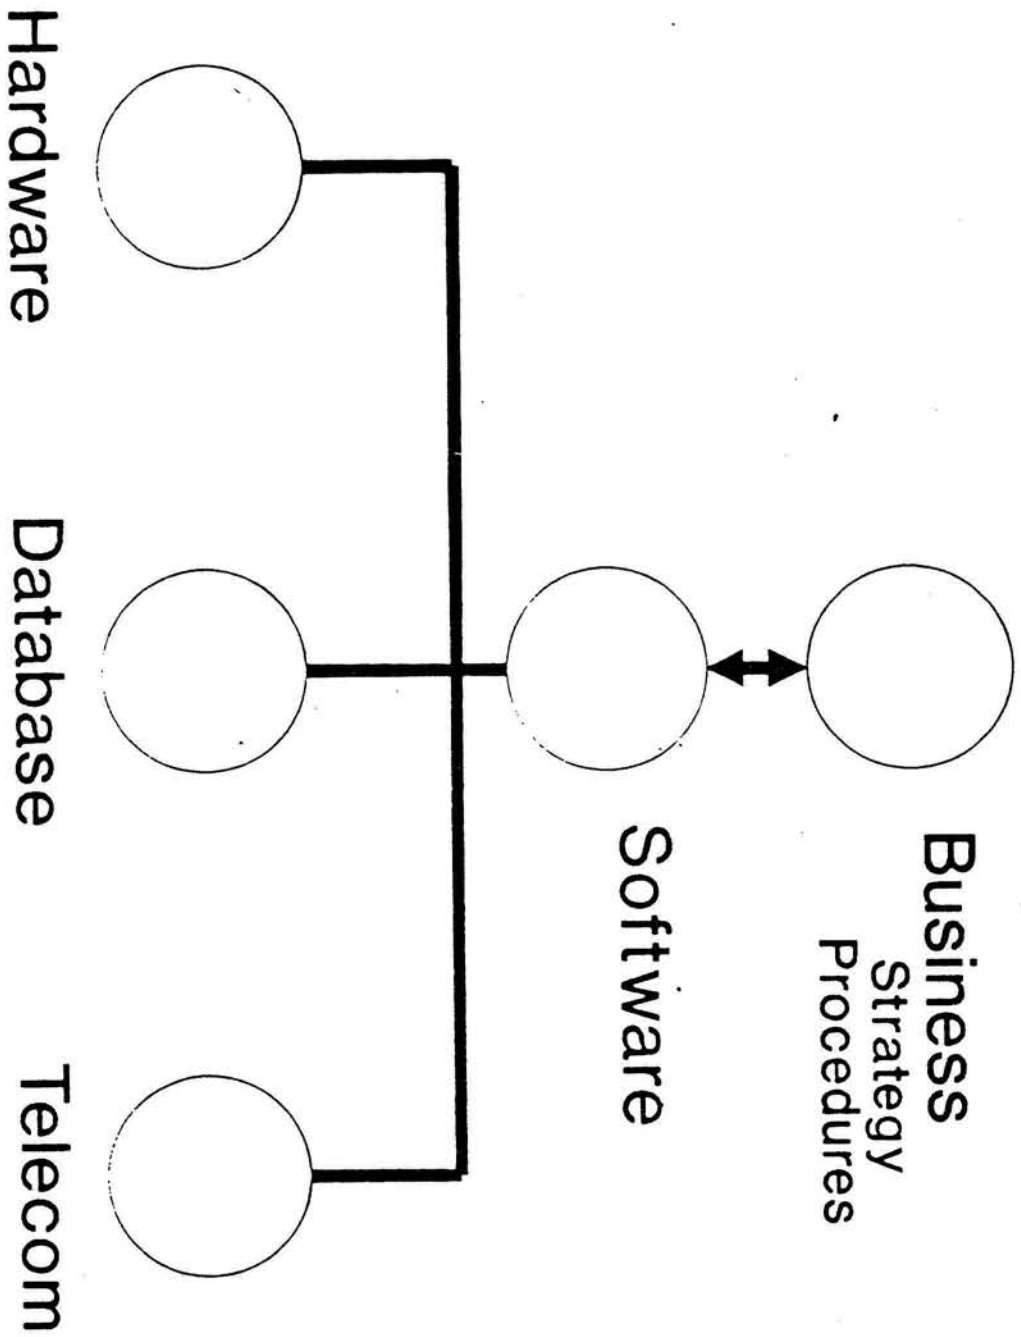 Business
Strategy
Procedures
Software
Hardware
Database
Telecom